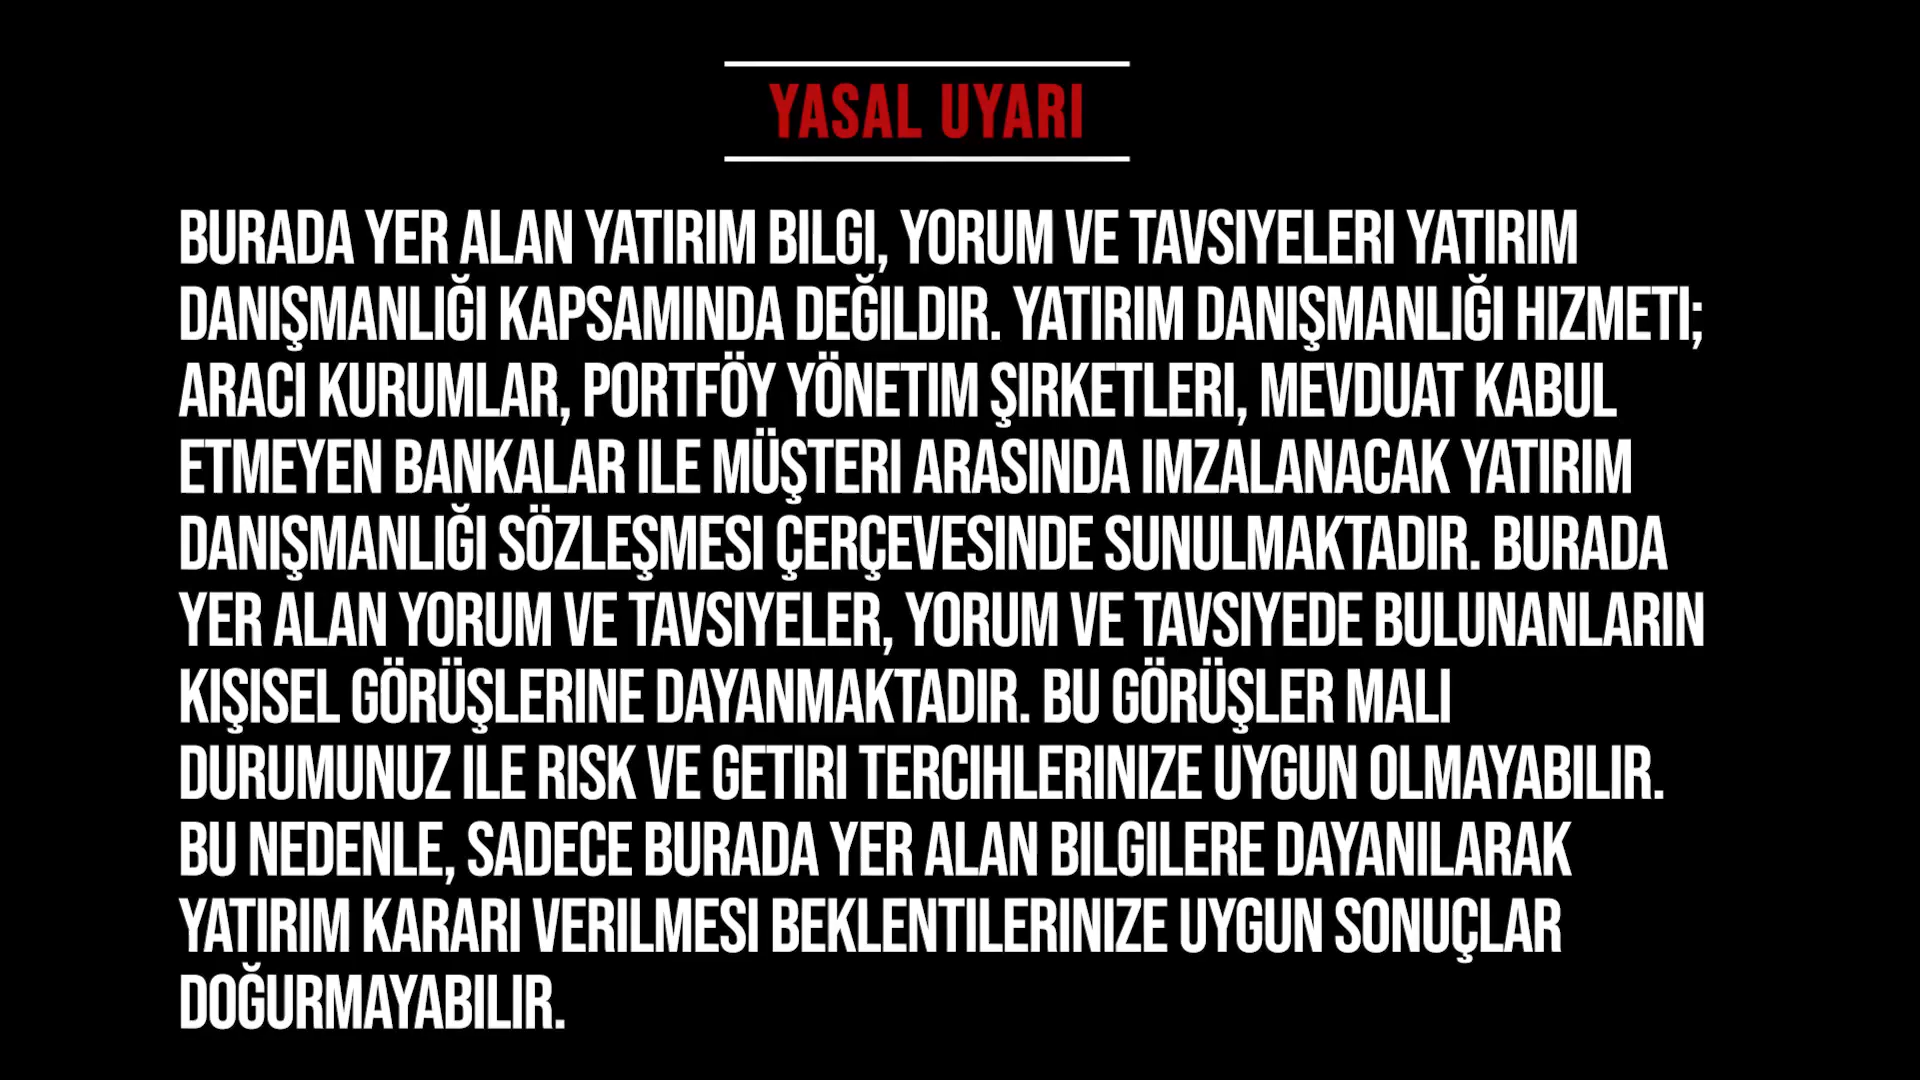 YASAL UYARI
BURADA YER ALAN YATIRIM BILGI, YORUM VE TAVSIYELERI YATIRIM
DANIŞMANLIĞI KAPSAMINDA DEĞILDIR. YATIRIM DANIŞMANLIĞI HIZMETI;
ARACI KURUMLAR, PORTFÖY YÖNETIM ŞIRKETLERI, MEVDUAT KABUL
ETMEYEN BANKALAR ILE MÜŞTERI ARASINDA IMZALANACAK YATIRIM
DANIŞMANLIĞI SÖZLEŞMESI ÇERÇEVESINDE SUNULMAKTADIR. BURADA
YER ALAN YORUM VE TAVSIYELER, YORUM VE TAVSIYEDE BULUNANLARIN
KIŞISEL GÖRÜŞLERINE DAYANMAKTADIR. BU GÖRÜŞLER MALI
DURUMUNUZ ILE RISK VE GETIRI TERCIHLERINIZE UYGUN OLMAYABILIR.
BU NEDENLE, SADECE BURADA YER ALAN BILGILERE DAYANILARAK
YATIRIM KARARI VERILMESI BEKLENTILERINIZE UYGUN SONUÇLAR
DOĞURMAYABILIR.